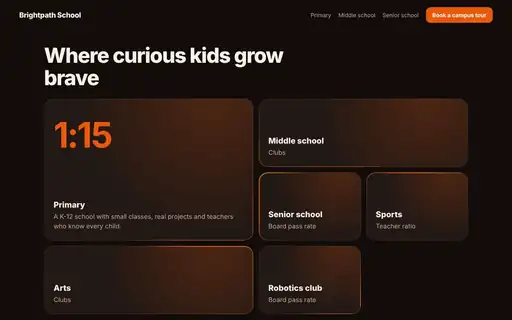 Brightpath School
Primary
Middle school
Senior school
Book a campus tour
Where curious kids grow
brave
1:15
Primary
A K-12 school with small classes, real projects and teachers
who know every child.
Middle school
Clubs
Senior school
Board pass rate
Sports
Teacher ratio
Arts
Clubs
Robotics club
Board pass rate